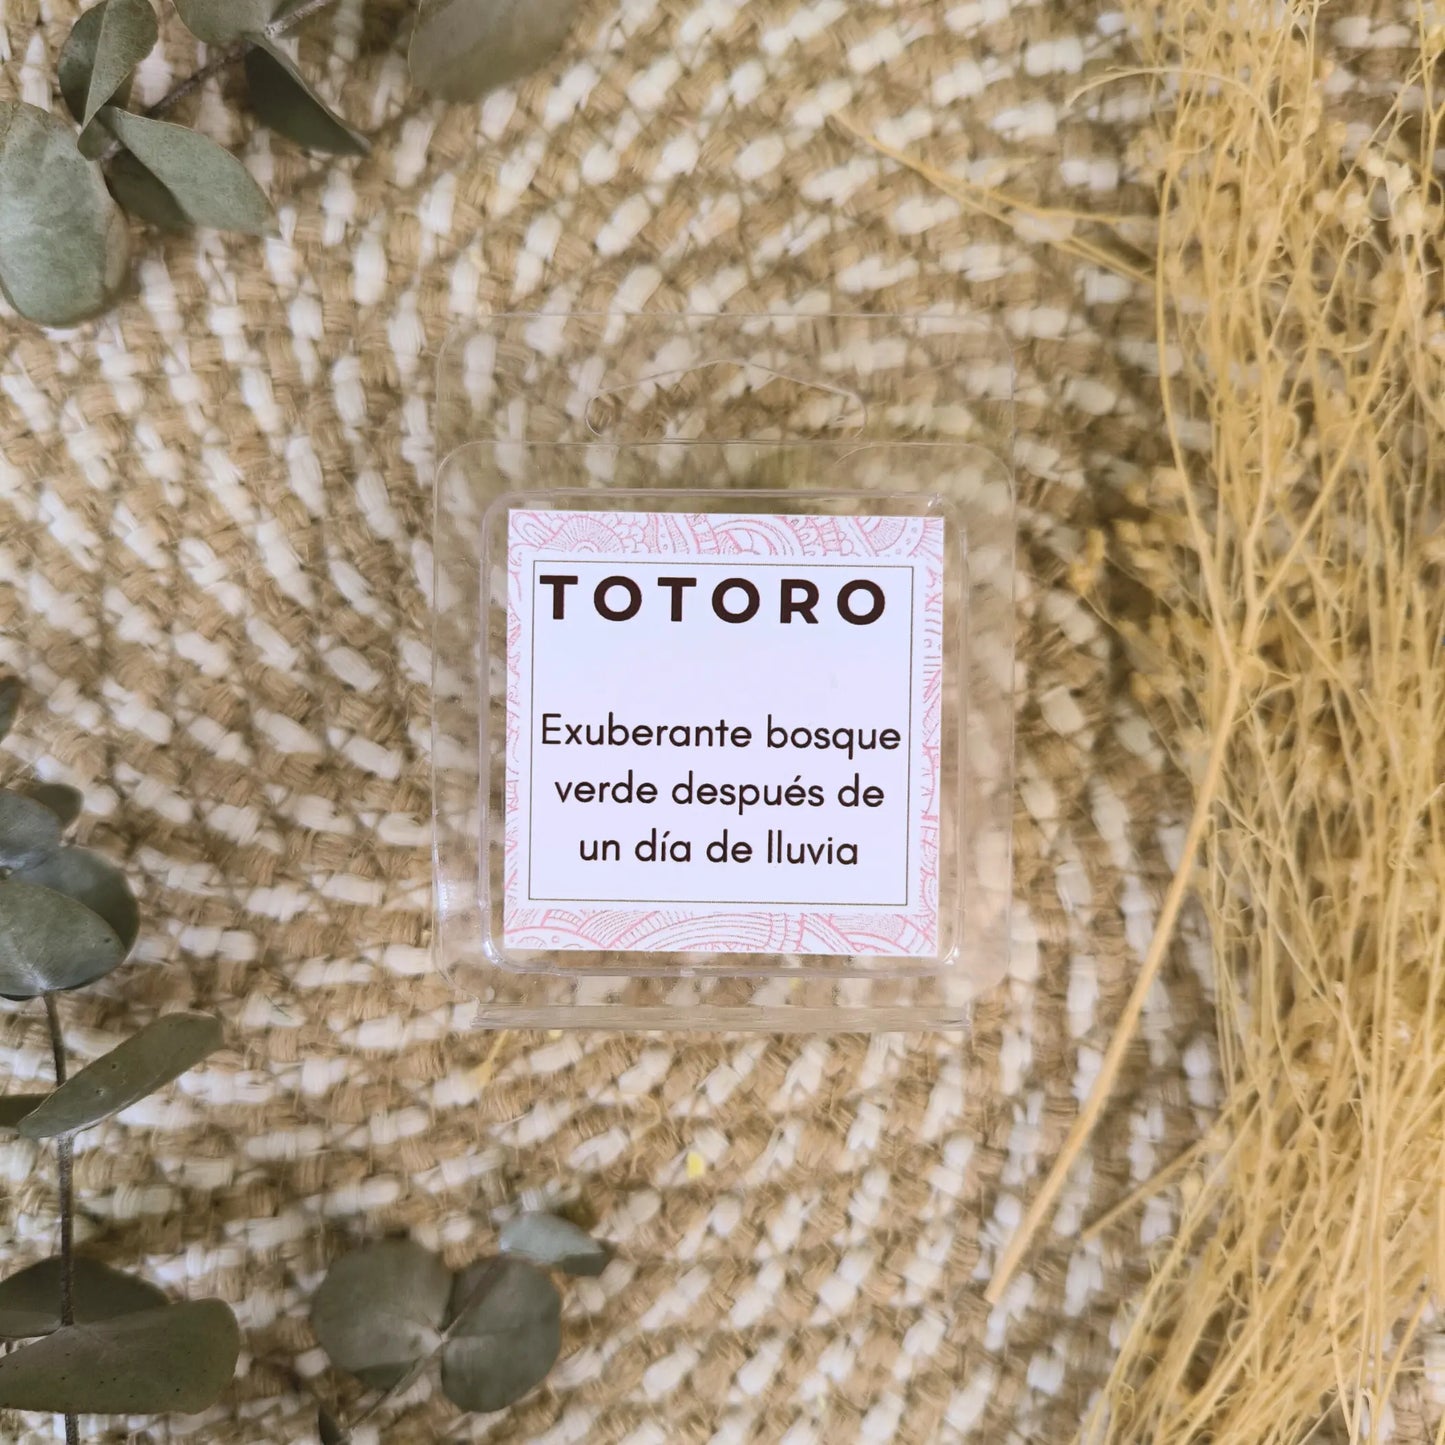 TOTORO
Exuberante bosque
verde después de
un día de lluvia